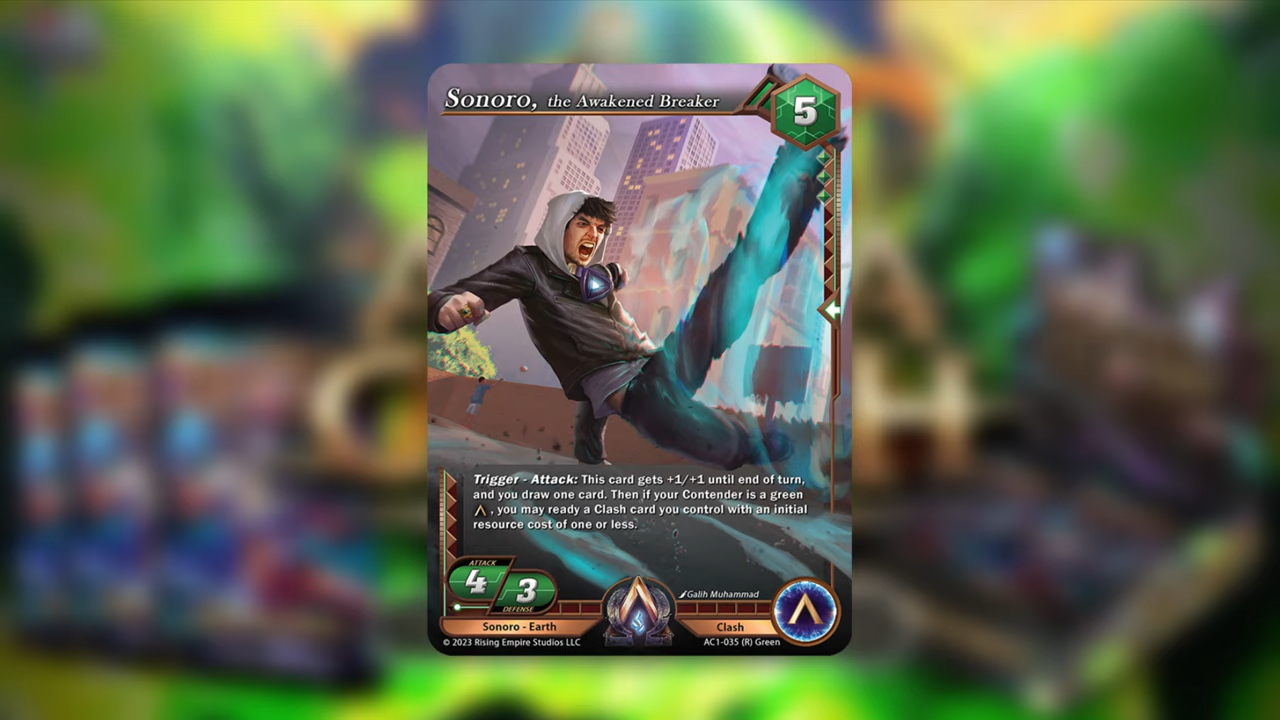 Sonoro, the Awakened Breaker
5
Trigger - Attack: This card gets +1/+1 until end of turn,
and you draw one card. Then if your Contender is a green
, you may ready a Clash card you control with an initial
resource cost of one or less.
ATTACK
4
3
DEFENSE
Galih Muhammad
Sonoro - Earth
Clash
© 2023 Rising Empire Studios LLC
AC1-035 (R) Green